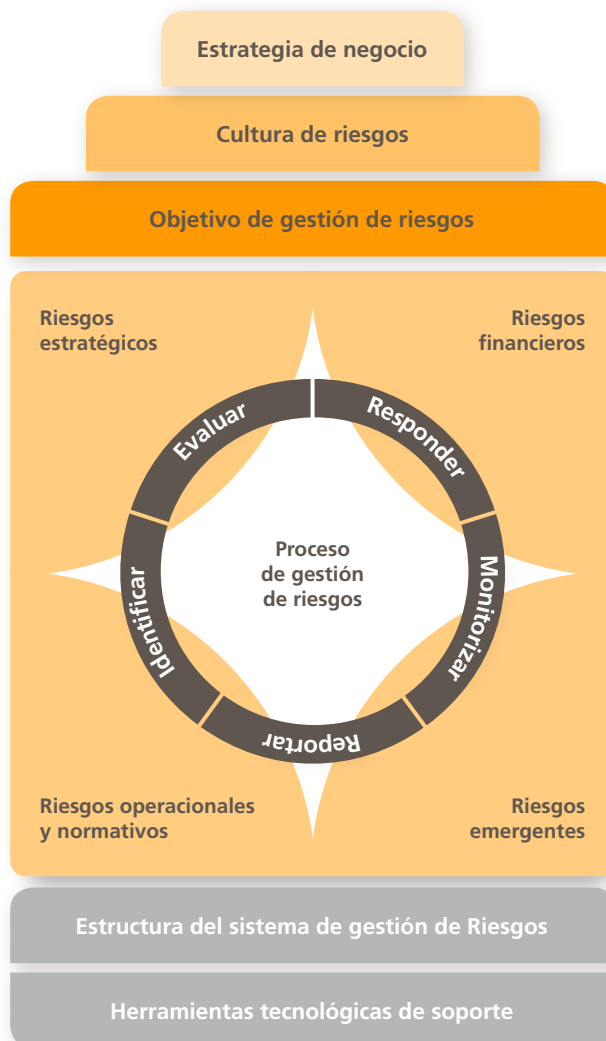 Estrategia de negocio
Cultura de riesgos
Objetivo de gestión de riesgos
Riesgos
estratégicos
Riesgos
financieros
Evaluar
Responder
Identificar
Proceso
de gestión
de riesgos
Monitorizar
Reportar
Riesgos operacionales
y normativos
Riesgos
emergentes
Estructura del sistema de gestión de Riesgos
Herramientas tecnológicas de soporte